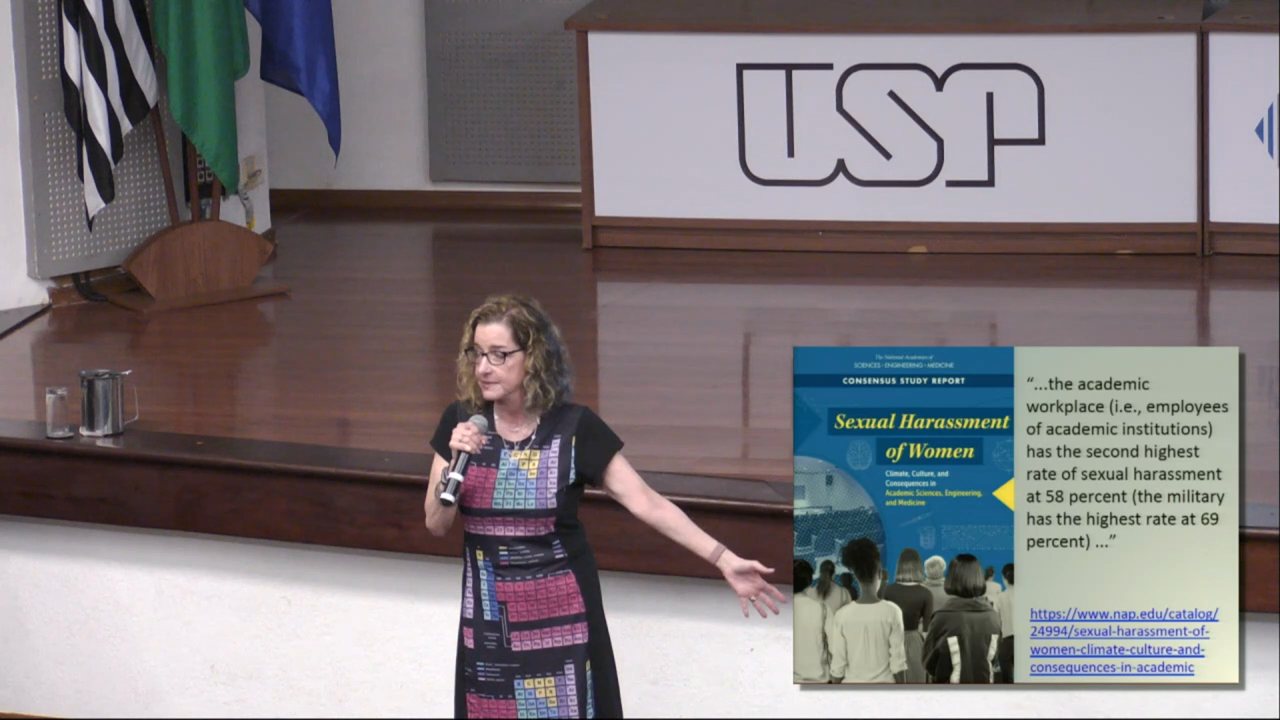 USP
The National Academies of
SCIENCES · ENGINEERING · MEDICINE
CONSENSUS STUDY REPORT
Sexual Harassment
of Women
Climate, Culture, and
Consequences in
Academic Sciences, Engineering,
and Medicine
“...the academic
workplace (i.e., employees
of academic institutions)
has the second highest
rate of sexual harassment
at 58 percent (the military
has the highest rate at 69
percent) ...”
https://www.nap.edu/catalog/
24994/sexual-harassment-of-
women-climate-culture-and-
consequences-in-academic